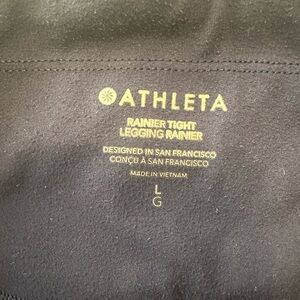 ATHLETA
RAINIER TIGHT
LEGGING RAINIER
DESIGNED IN SAN FRANCISCO
CONÇU À SAN FRANCISCO
MADE IN VIETNAM
L
G